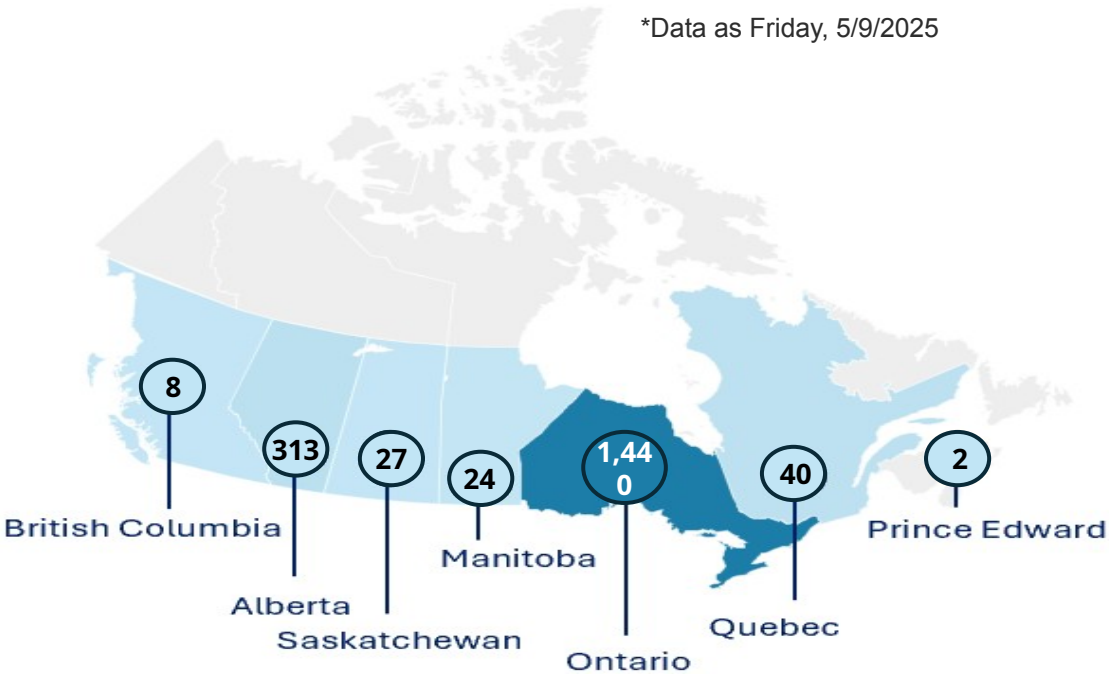 *Data as Friday, 5/9/2025
8
313
27
24
1,44
0
40
2
British Columbia
Prince Edward
Manitoba
Alberta
Quebec
Saskatchewan
Ontario